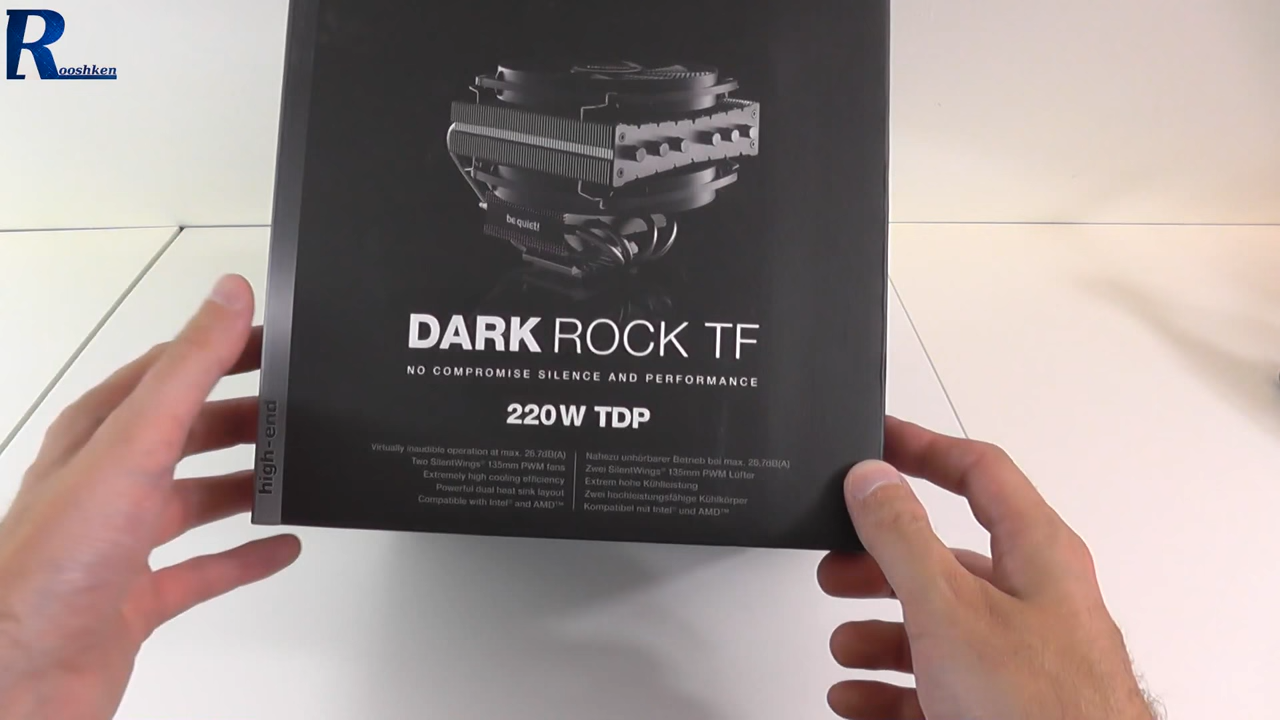 Rooshken
be quiet!
DARK ROCK TF
NO COMPROMISE SILENCE AND PERFORMANCE
220W TDP
high-end
Virtually inaudible operation at max. 26.7dB(A)
Two SilentWings® 135mm PWM fans
Extremely high cooling efficiency
Powerful dual heat sink layout
Compatible with Intel® and AMD™
Nahezu unhörbarer Betrieb bei max. 26,7dB(A)
Zwei SilentWings® 135mm PWM Lüfter
Extrem hohe Kühlleistung
Zwei hochleistungsfähige Kühlkörper
Kompatibel mit Intel® und AMD™